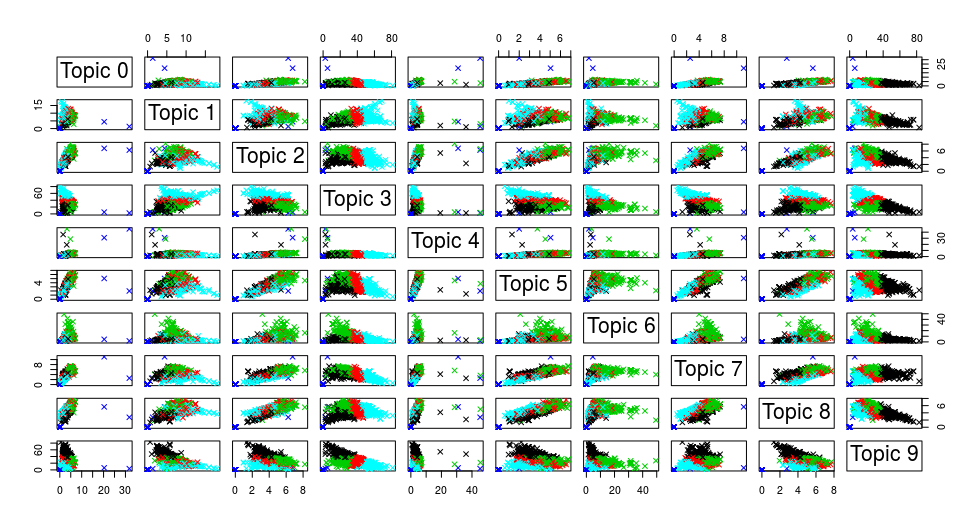 0 5 10
0 40 80
0 2 4 6
0 4 8
0 40 80
Topic 0
0 25
Topic 1
0 15
Topic 2
0 6
Topic 3
0 60
Topic 4
0 30
Topic 5
0 4
Topic 6
0 40
Topic 7
0 8
Topic 8
0 6
Topic 9
0 60
0 10 20 30
0 2 4 6 8
0 20 40
0 20 40
0 2 4 6 8